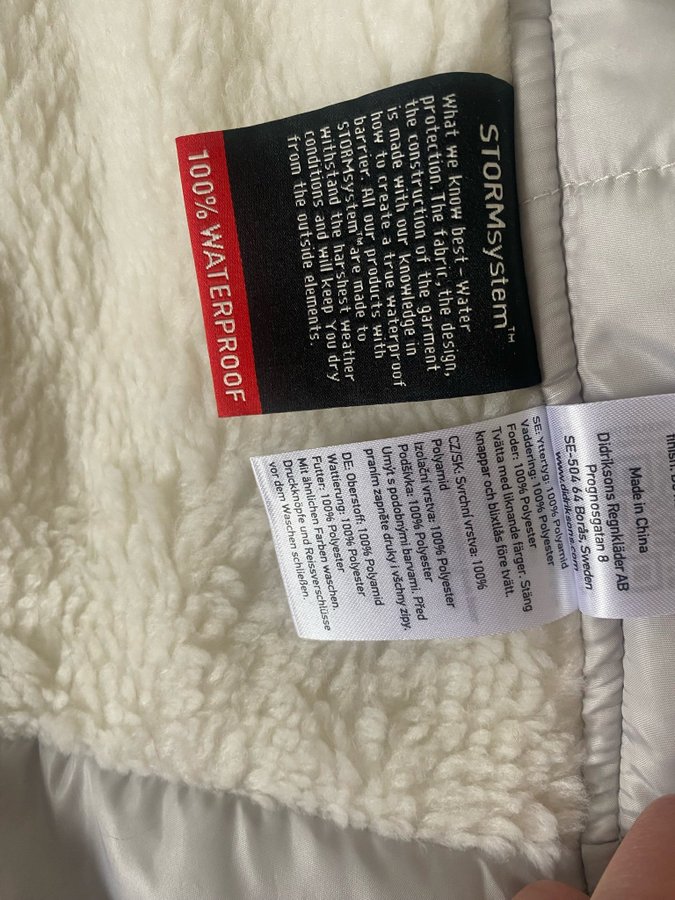 STORMsystem™
What we know best - Water
protection. The fabric, the design,
the construction of the garment
is made with our knowledge in
how to create a true waterproof
barrier. All our products with
STORMsystem™ are made to
withstand the harshest weather
conditions and will keep You dry
from the outside elements.
100% WATERPROOF
finish.
Made in China
Didriksons Regnkläder AB
Prognosgatan 8
SE-504 64 Borås, Sweden
www.didriksons.com
SE: Yttertyg: 100% Polyamid
Vaddering: 100% Polyester
Foder: 100% Polyester
Tvätta med liknande färger. Stäng
knappar och blixtlås före tvätt.
CZ/SK: Svrchní vrstva: 100%
Polyamid
Izolační vrstva: 100% Polyester
Podšívka: 100% Polyester
Umýt s podobnými barvami. Před
praním zapněte druky i všechny zipy.
DE: Oberstoff: 100% Polyamid
Wattierung: 100% Polyester
Futter: 100% Polyester
Mit ähnlichen Farben waschen.
Druckknöpfe und Reissverschlüsse
vor dem Waschen schließen.